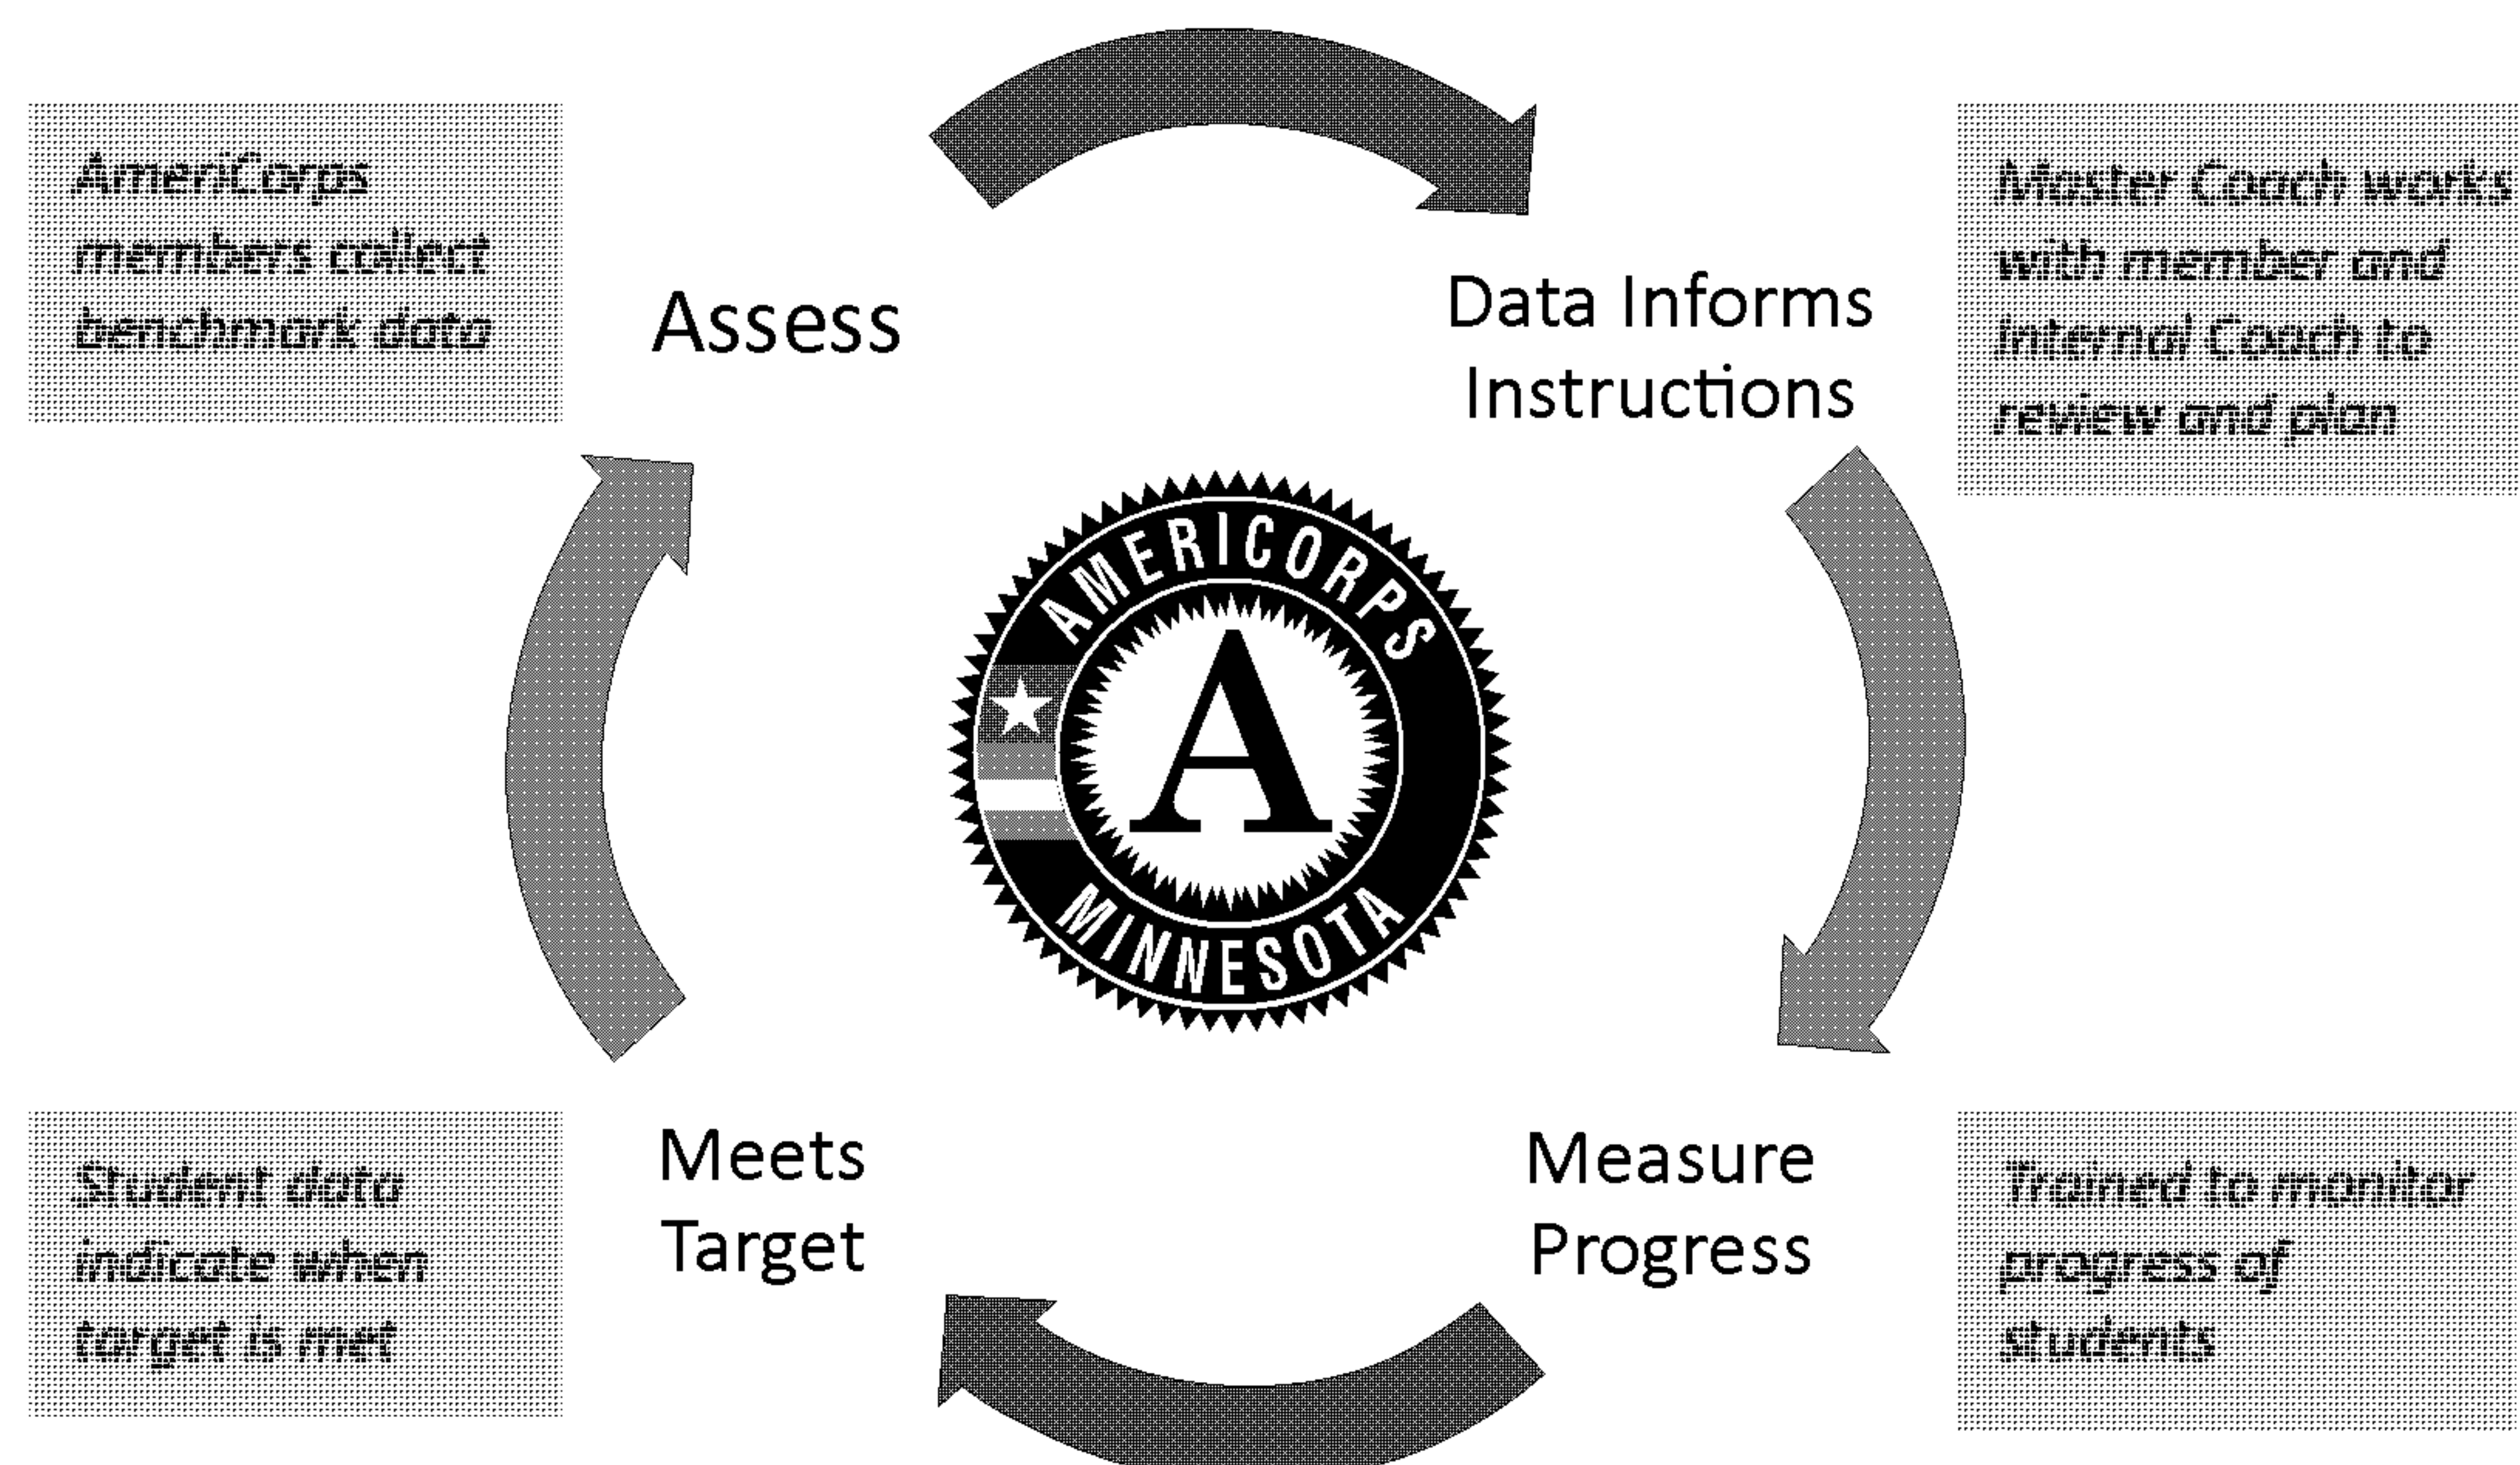 AmeriCorps
members collect
benchmark data
Assess
Data Informs
Instructions
Master Coach works
with member and
Internal Coach to
review and plan
AMERICORPS
A
MINNESOTA
Student data
indicate when
target is met
Meets
Target
Measure
Progress
Trained to monitor
progress of
students